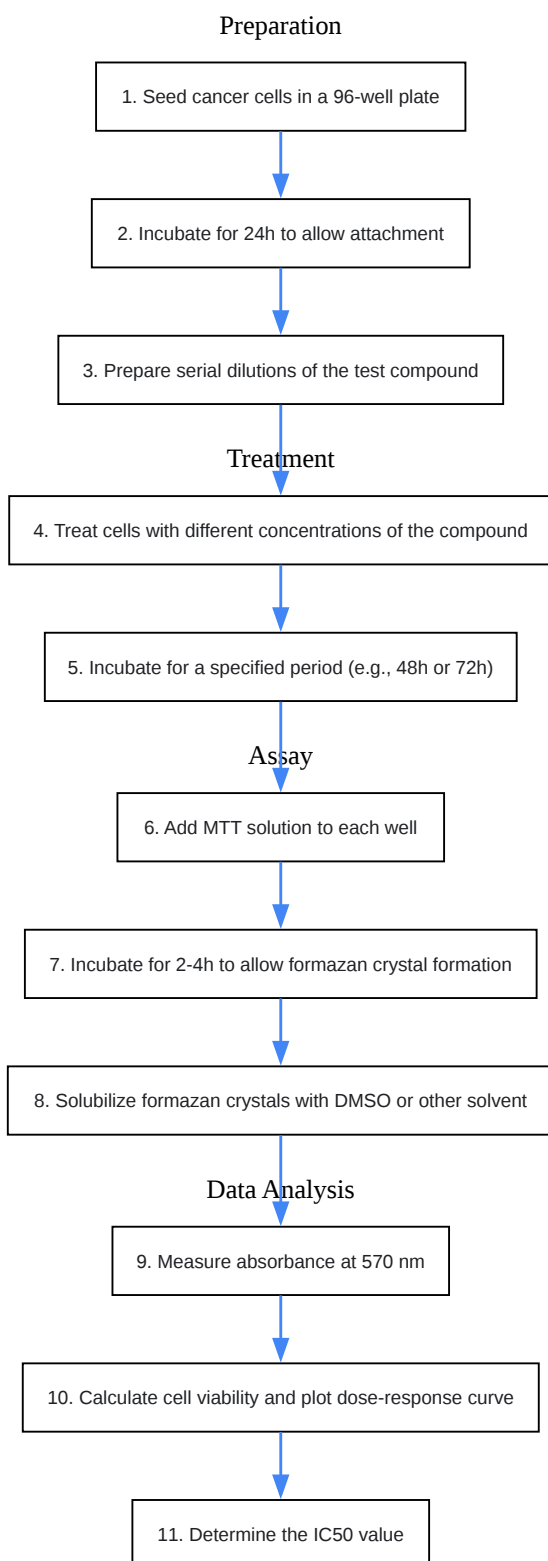 Preparation
1. Seed cancer cells in a 96-well plate
2. Incubate for 24h to allow attachment
3. Prepare serial dilutions of the test compound
Treatment
4. Treat cells with different concentrations of the compound
5. Incubate for a specified period (e.g., 48h or 72h)
Assay
6. Add MTT solution to each well
7. Incubate for 2-4h to allow formazan crystal formation
8. Solubilize formazan crystals with DMSO or other solvent
Data Analysis
9. Measure absorbance at 570 nm
10. Calculate cell viability and plot dose-response curve
11. Determine the IC50 value